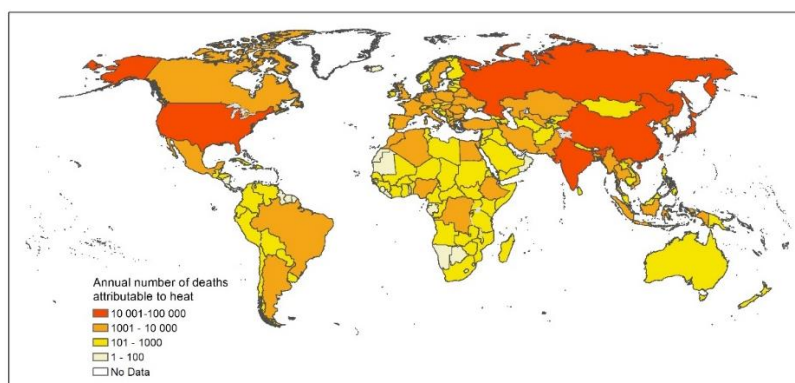 Annual number of deaths
attributable to heat
10 001-100 000
1001 - 10 000
101 - 1000
1 - 100
No Data